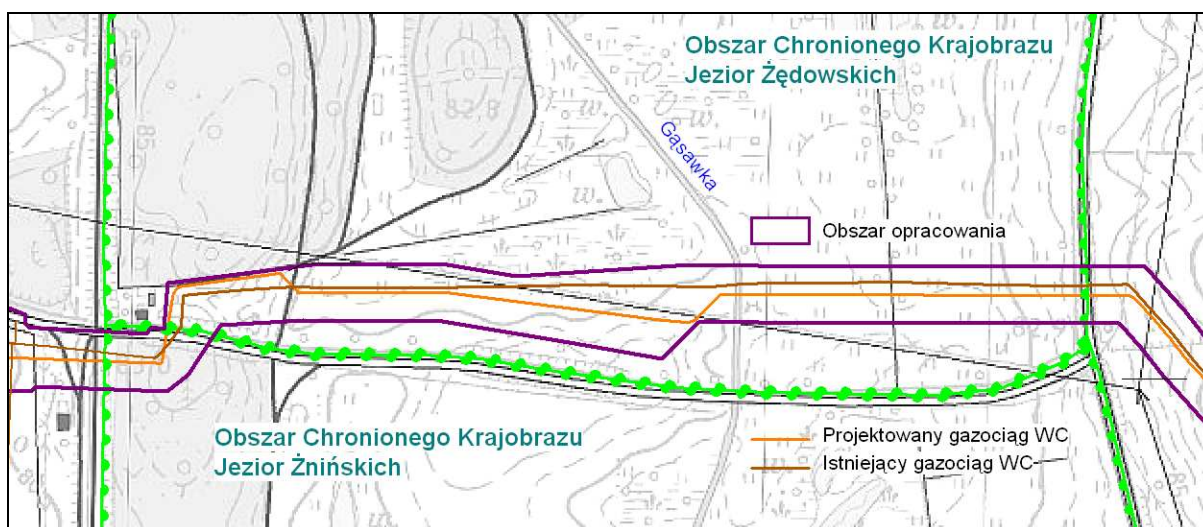 Obszar Chronionego Krajobrazu
Jezior Żędowskich
85
82,8
w.
w.
w.
Gąsawka
Obszar opracowania
Projektowany gazociąg WC
Istniejący gazociąg WC
Obszar Chronionego Krajobrazu
Jezior Żnińskich
85